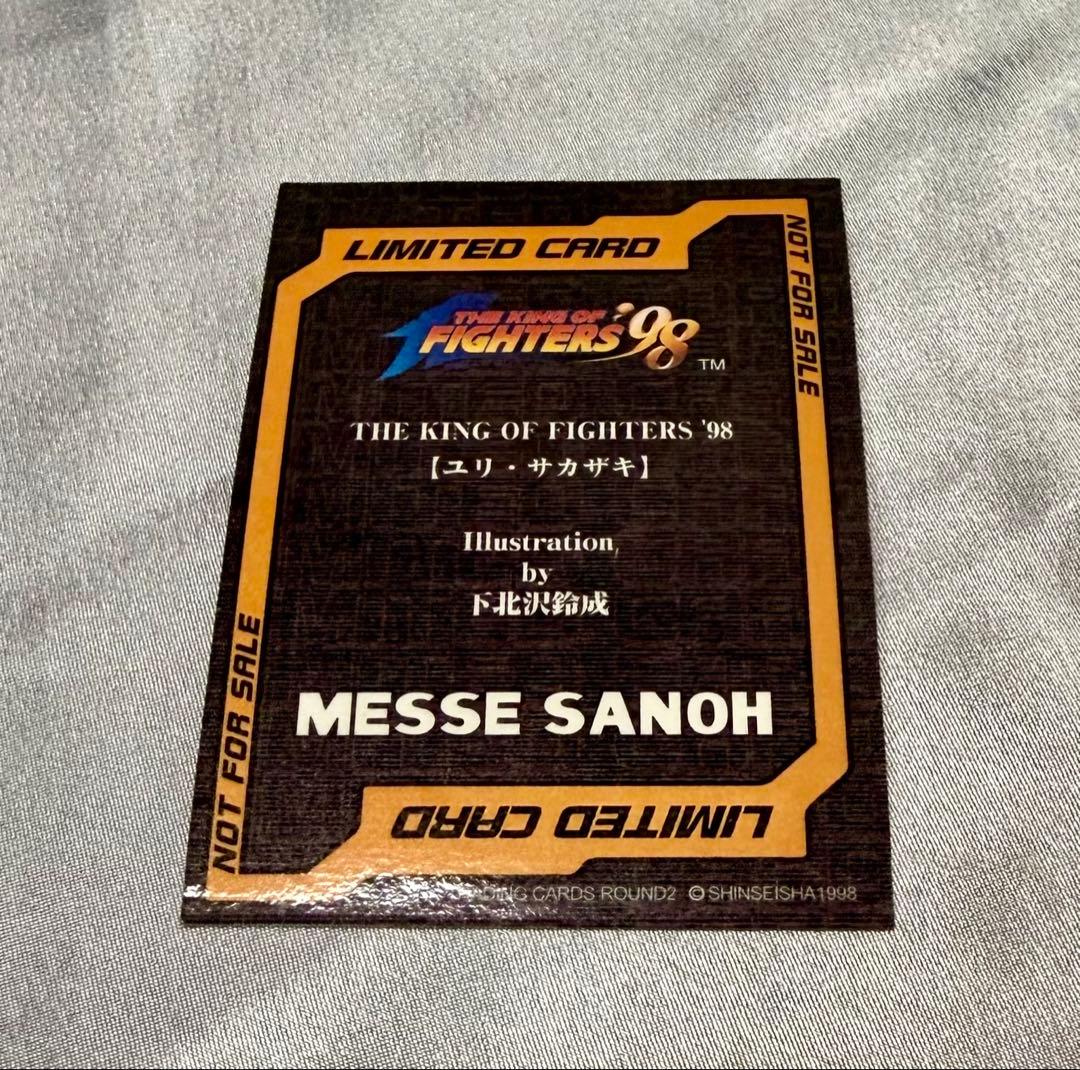 LIMITED CARD
NOT FOR SALE
THE KING OF
FIGHTERS '98
TM
THE KING OF FIGHTERS '98
【ユリ・サカザキ】
Illustration
by
下北沢鈴成
MESSE SANOH
NOT FOR SALE
LIMITED CARD
CARDS ROUND2 ©SHINSEISHA1998